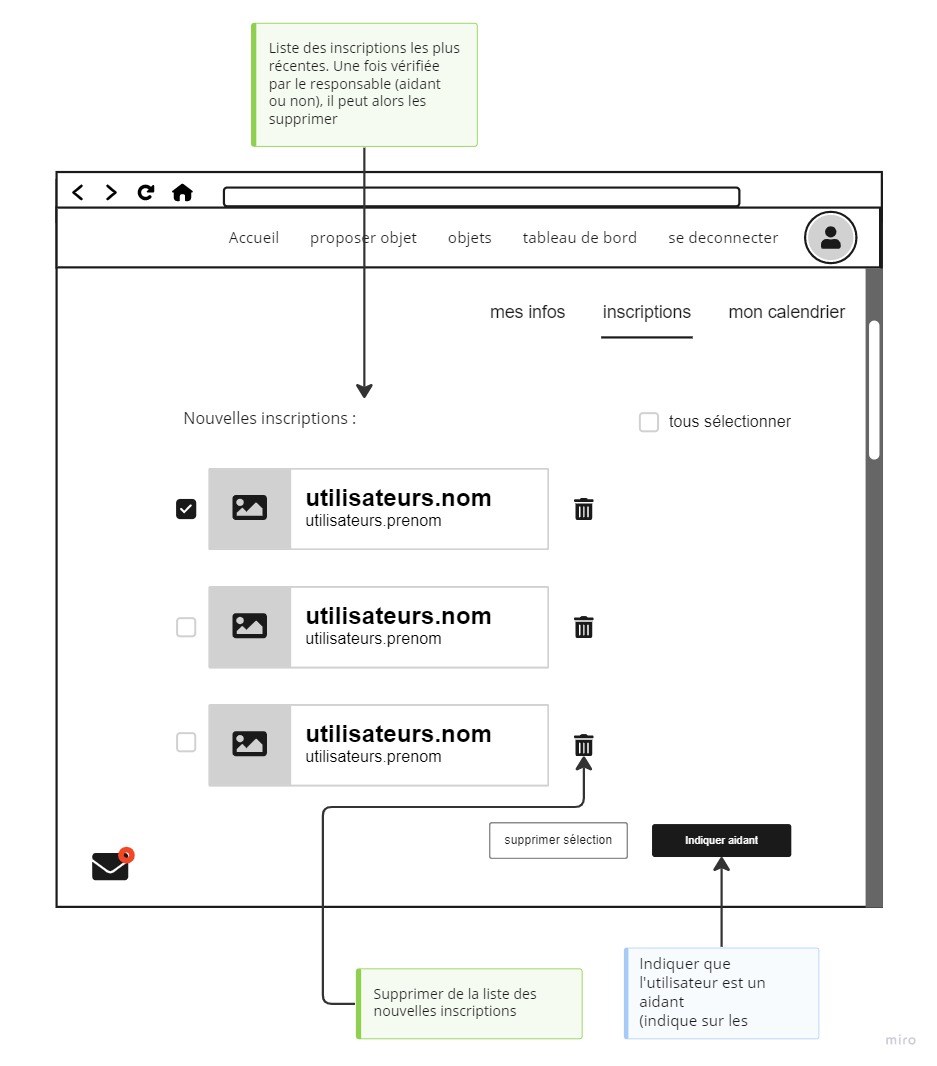 Liste des inscriptions les plus
récentes. Une fois vérifiée
par le responsable (aidant
ou non), il peut alors les
supprimer
Accueil proposer objet objets tableau de bord se deconnecter
mes infos inscriptions mon calendrier
Nouvelles inscriptions :
tous sélectionner
utilisateurs.nom
utilisateurs.prenom
utilisateurs.nom
utilisateurs.prenom
utilisateurs.nom
utilisateurs.prenom
supprimer sélection Indiquer aidant
Supprimer de la liste des
nouvelles inscriptions
Indiquer que
l'utilisateur est un
aidant
(indique sur les
miro